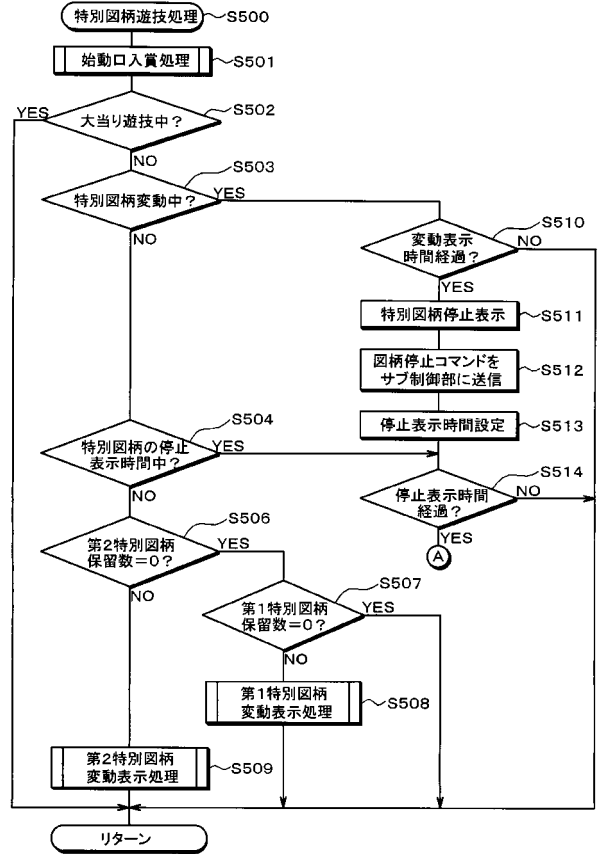 特別図柄遊技処理
S500
始動口入賞処理
S501
大当り遊技中?
S502
YES
NO
特別図柄変動中?
S503
YES
NO
変動表示
時間経過?
S510
NO
YES
特別図柄停止表示
S511
図柄停止コマンドを
サブ制御部に送信
S512
停止表示時間設定
S513
特別図柄の停止
表示時間中?
S504
YES
NO
停止表示時間
経過?
S514
NO
YES
A
第2特別図柄
保留数=0?
S506
YES
NO
第1特別図柄
保留数=0?
S507
YES
NO
第1特別図柄
変動表示処理
S508
第2特別図柄
変動表示処理
S509
リターン